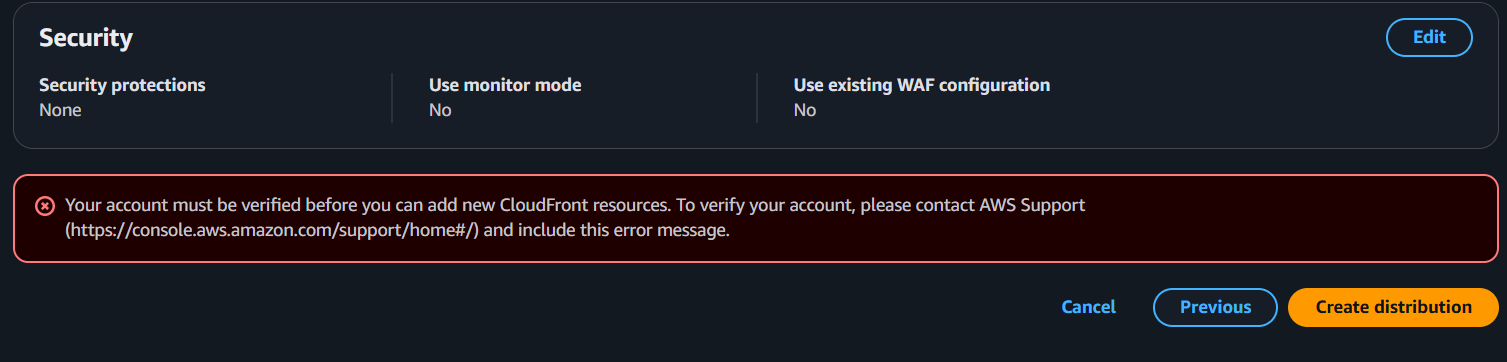 Security
Edit
Security protections
None
Use monitor mode
No
Use existing WAF configuration
No
Your account must be verified before you can add new CloudFront resources. To verify your account, please contact AWS Support
(https://console.aws.amazon.com/support/home#/) and include this error message.
Cancel
Previous
Create distribution